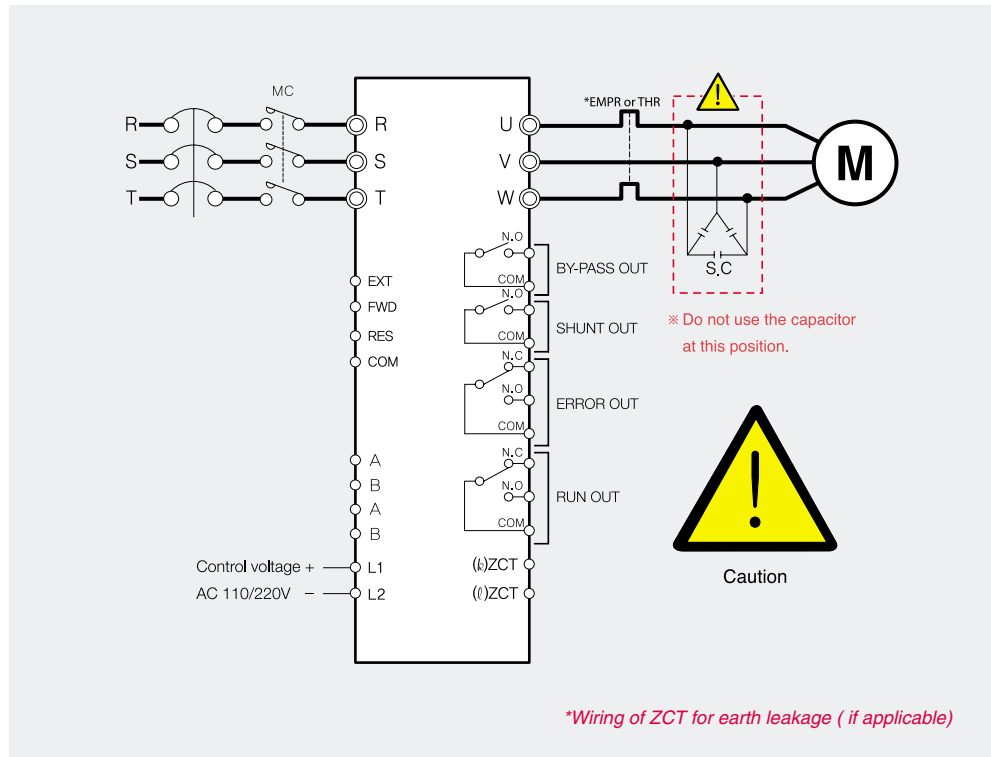 MC
*EMPR or THR
R
R
U
S
S
V
M
T
T
W
S.C
N.O
COM
BY-PASS OUT
N.O
COM
SHUNT OUT
N.C
N.O
COM
ERROR OUT
N.C
N.O
COM
RUN OUT
EXT
FWD
RES
COM
A
B
A
B
Control voltage + L1
AC 110/220V − L2
(k)ZCT
(ℓ)ZCT
※ Do not use the capacitor
at this position.
Caution
*Wiring of ZCT for earth leakage ( if applicable)